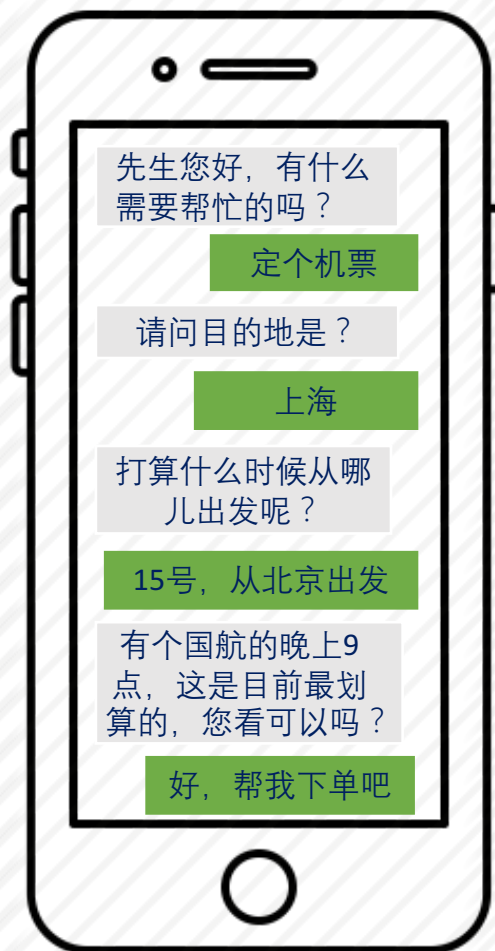 先生您好，有什么
需要帮忙的吗？
定个机票
请问目的地是？
上海
打算什么时候从哪
儿出发呢？
15号，从北京出发
有个国航的晚上9
点，这是目前最划
算的，您看可以吗？
好，帮我下单吧